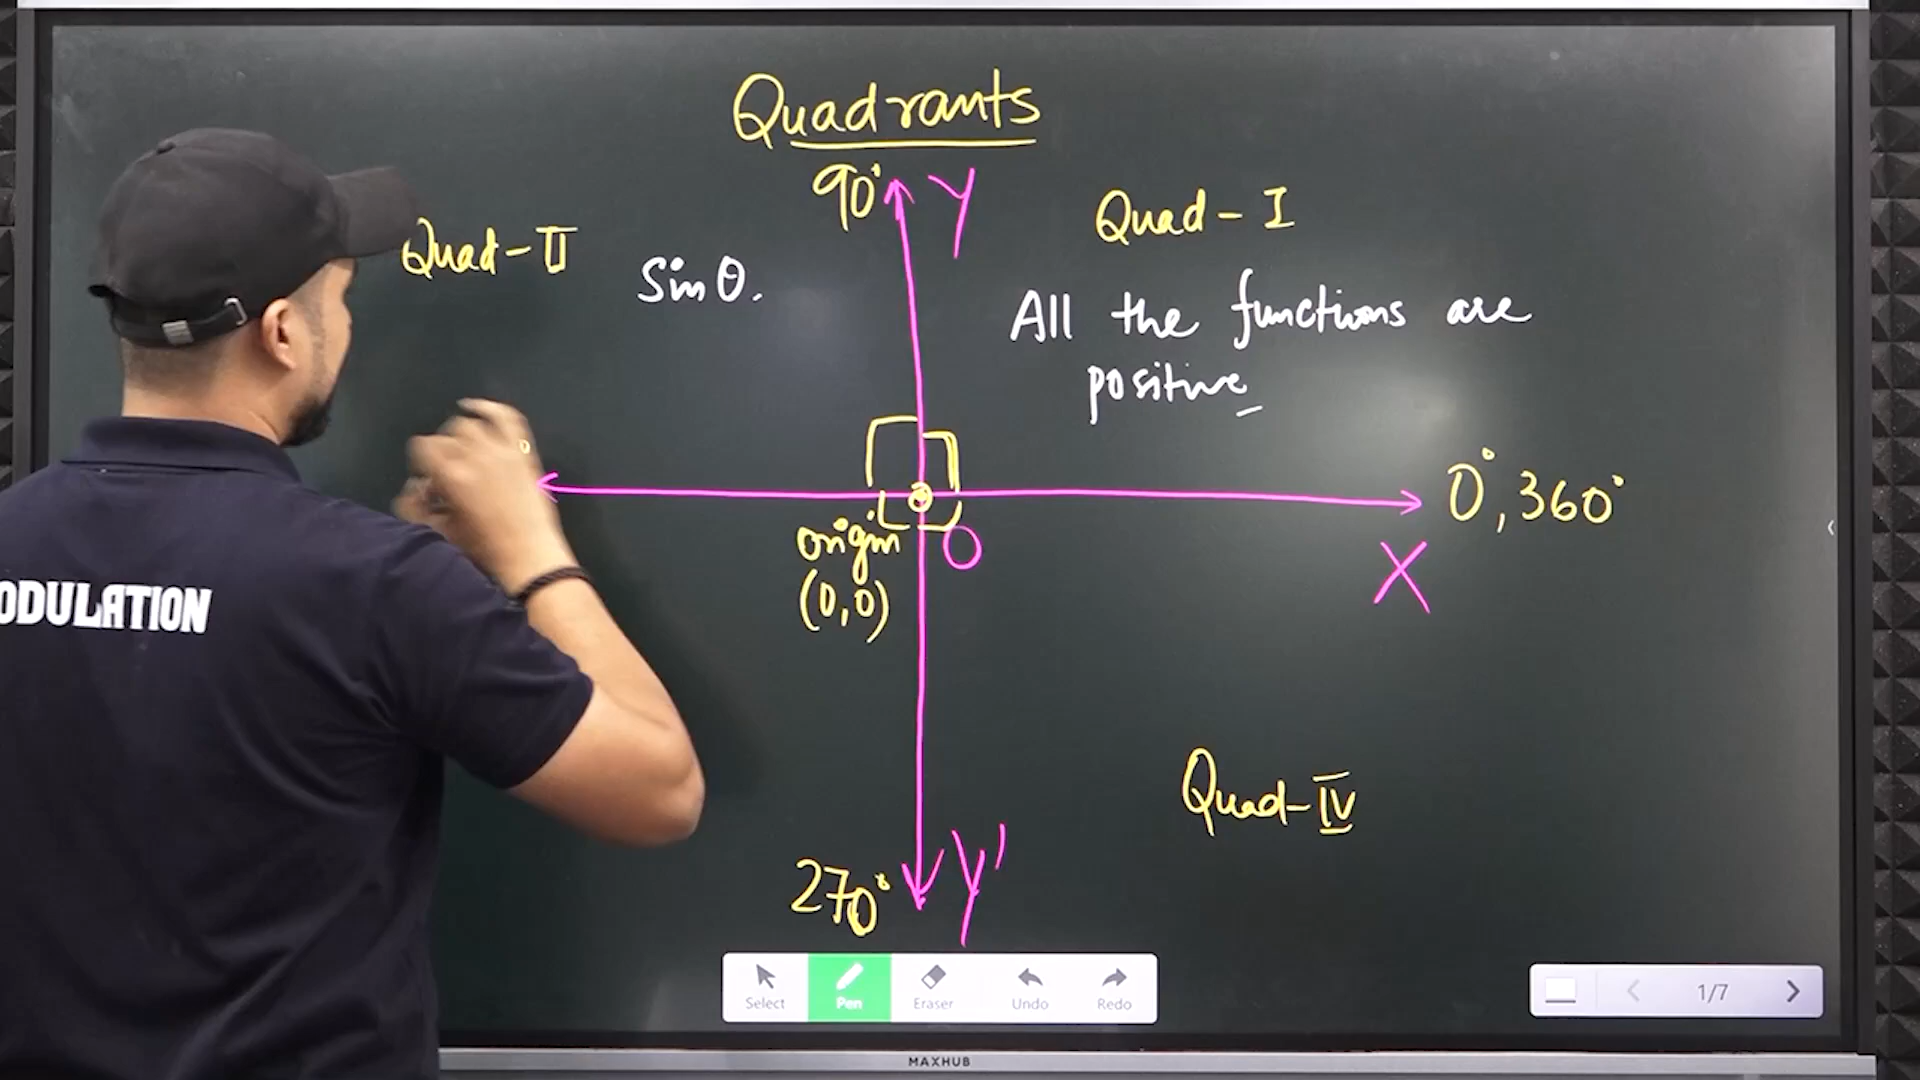 Quadrants
90° Y
Quad - I
Quad - II
Sinθ.
All the functions are
positive
0°, 360°
origin O
(0,0)
X
ODULATION
Quad - IV
270° Y'
Select Pen Eraser Undo Redo
1/7
MAXHUB